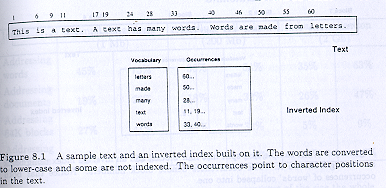 1 6 9 11 17 19 24 28 33 40 46 50 55 60
This is a text. A text has many words. Words are made from letters.
Text
Vocabulary Occurrences
letters 60...
made 50...
many 28...
text 11, 19...
words 33, 40...
Inverted Index
Figure 8.1 A sample text and an inverted index built on it. The words are converted
to lower-case and some are not indexed. The occurrences point to character positions
in the text.